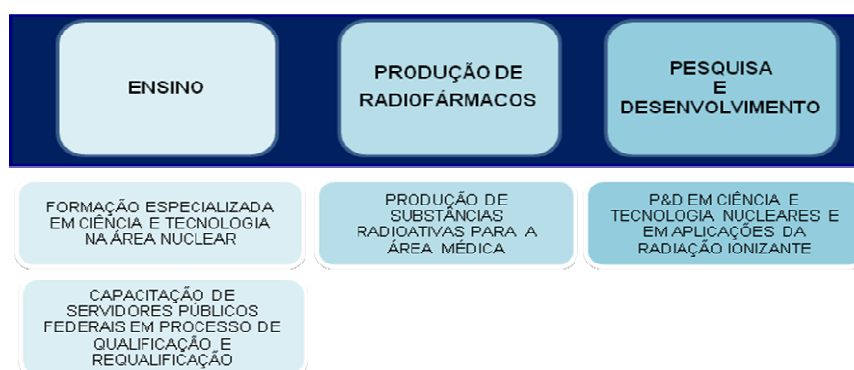 ENSINO
PRODUÇÃO DE
RADIOFÁRMACOS
PESQUISA
E
DESENVOLVIMENTO
FORMAÇÃO ESPECIALIZADA
EM CIÊNCIA E TECNOLOGIA
NA ÁREA NUCLEAR
PRODUÇÃO DE
SUBSTÂNCIAS
RADIOATIVAS PARA A
ÁREA MÉDICA
P&D EM CIÊNCIA E
TECNOLOGIA NUCLEARES E
EM APLICAÇÕES DA
RADIAÇÃO IONIZANTE
CAPACITAÇÃO DE
SERVIDORES PÚBLICOS
FEDERAIS EM PROCESSO DE
QUALIFICAÇÃO E
REQUALIFICAÇÃO